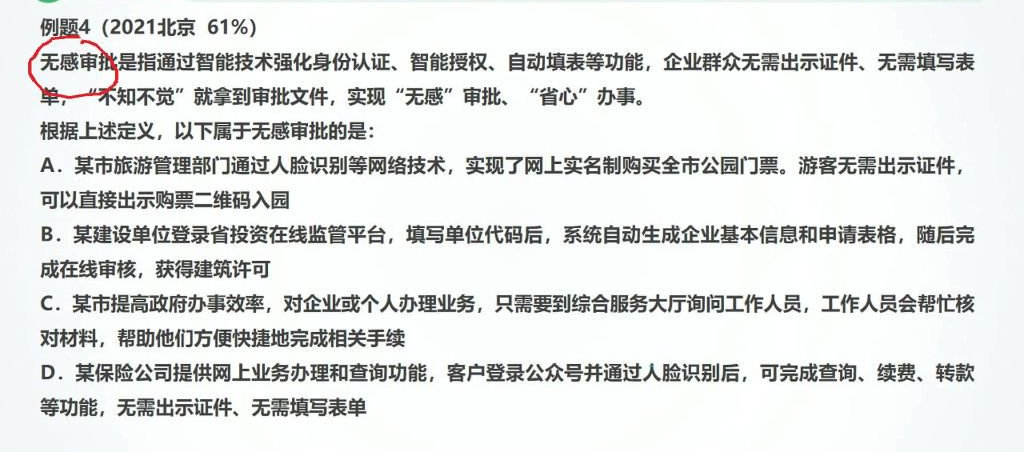 例题4（2021北京 61%）
无感审批是指通过智能技术强化身份认证、智能授权、自动填表等功能，企业群众无需出示证件、无需填写表
单，“不知不觉”就拿到审批文件，实现“无感”审批、“省心”办事。
根据上述定义，以下属于无感审批的是：
A．某市旅游管理部门通过人脸识别等网络技术，实现了网上实名制购买全市公园门票。游客无需出示证件，
可以直接出示购票二维码入园
B．某建设单位登录省投资在线监管平台，填写单位代码后，系统自动生成企业基本信息和申请表格，随后完
成在线审核，获得建筑许可
C．某市提高政府办事效率，对企业或个人办理业务，只需要到综合服务大厅询问工作人员，工作人员会帮忙核
对材料，帮助他们方便快捷地完成相关手续
D．某保险公司提供网上业务办理和查询功能，客户登录公众号并通过人脸识别后，可完成查询、续费、转款
等功能，无需出示证件、无需填写表单